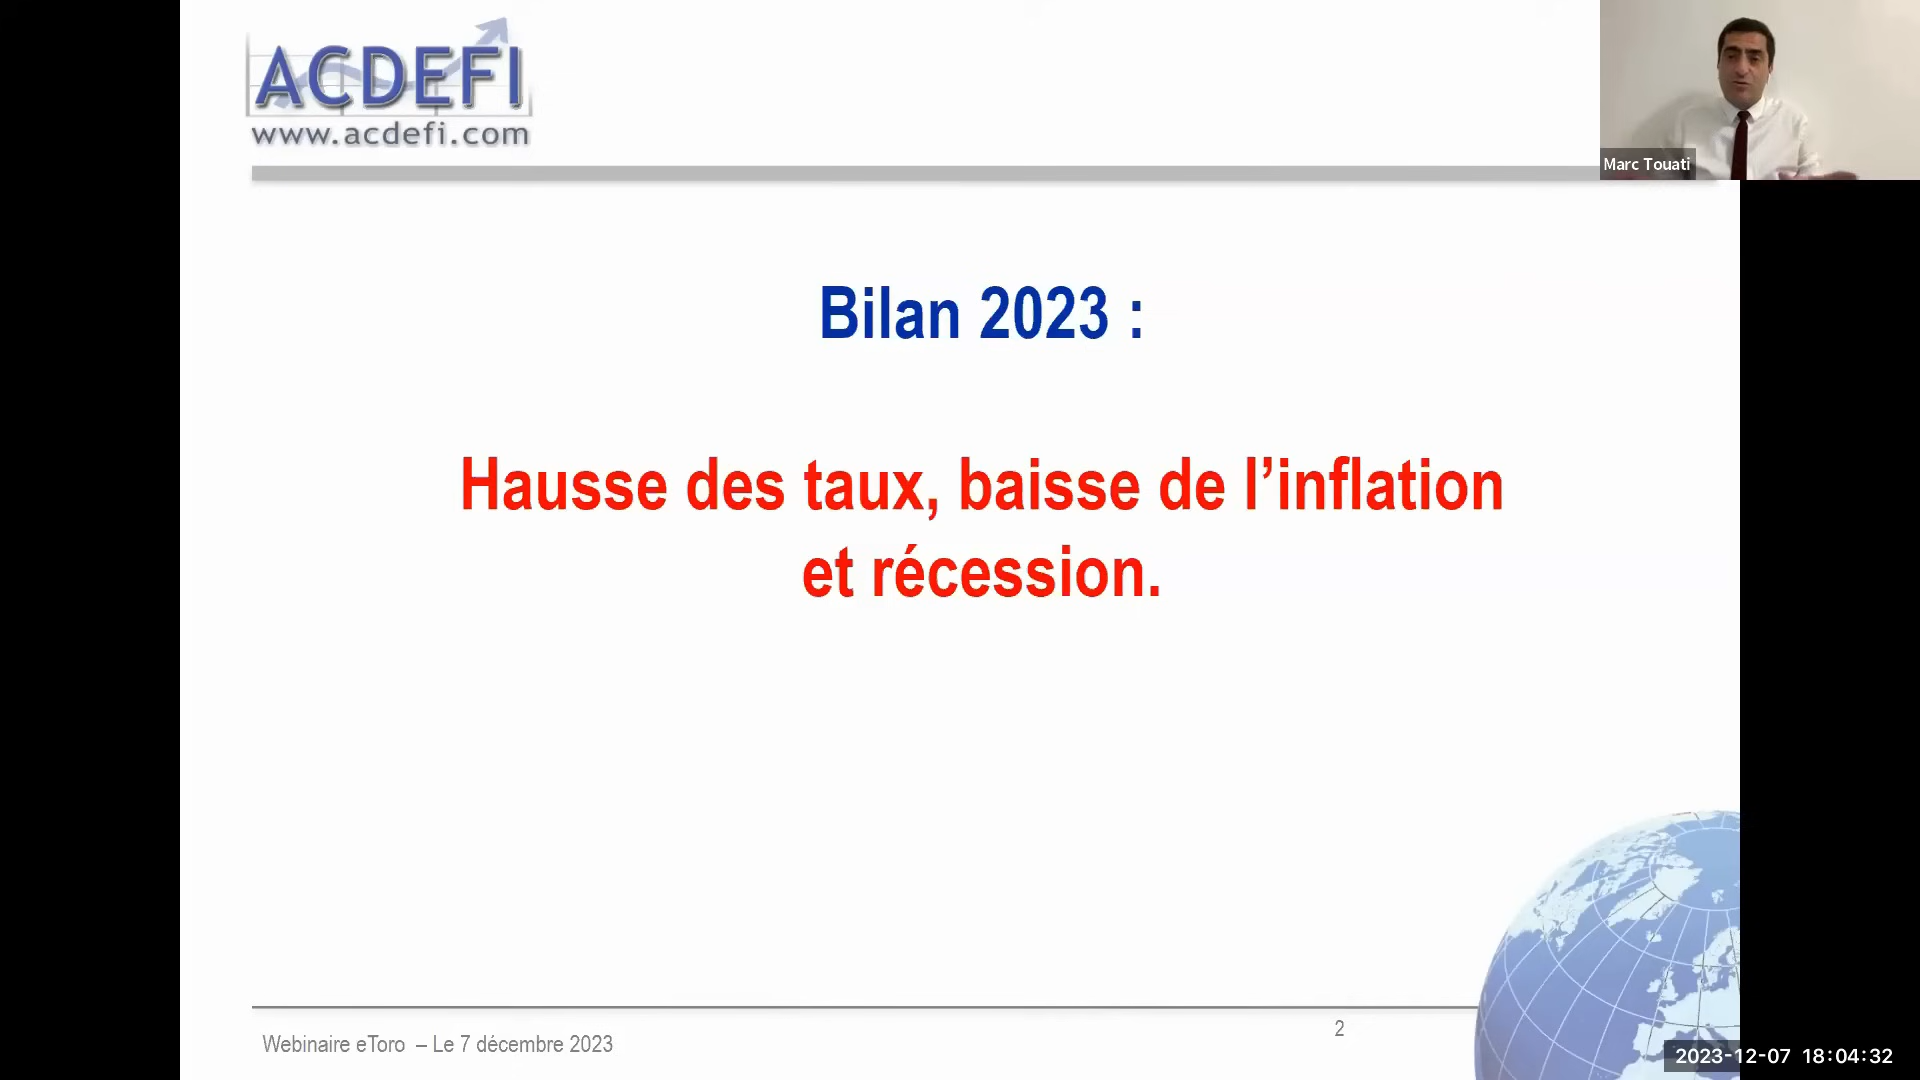 ACDEFI
www.acdefi.com
Marc Touati
Bilan 2023 :
Hausse des taux, baisse de l’inflation
et récession.
Webinaire eToro – Le 7 décembre 2023
2
2023-12-07 18:04:32